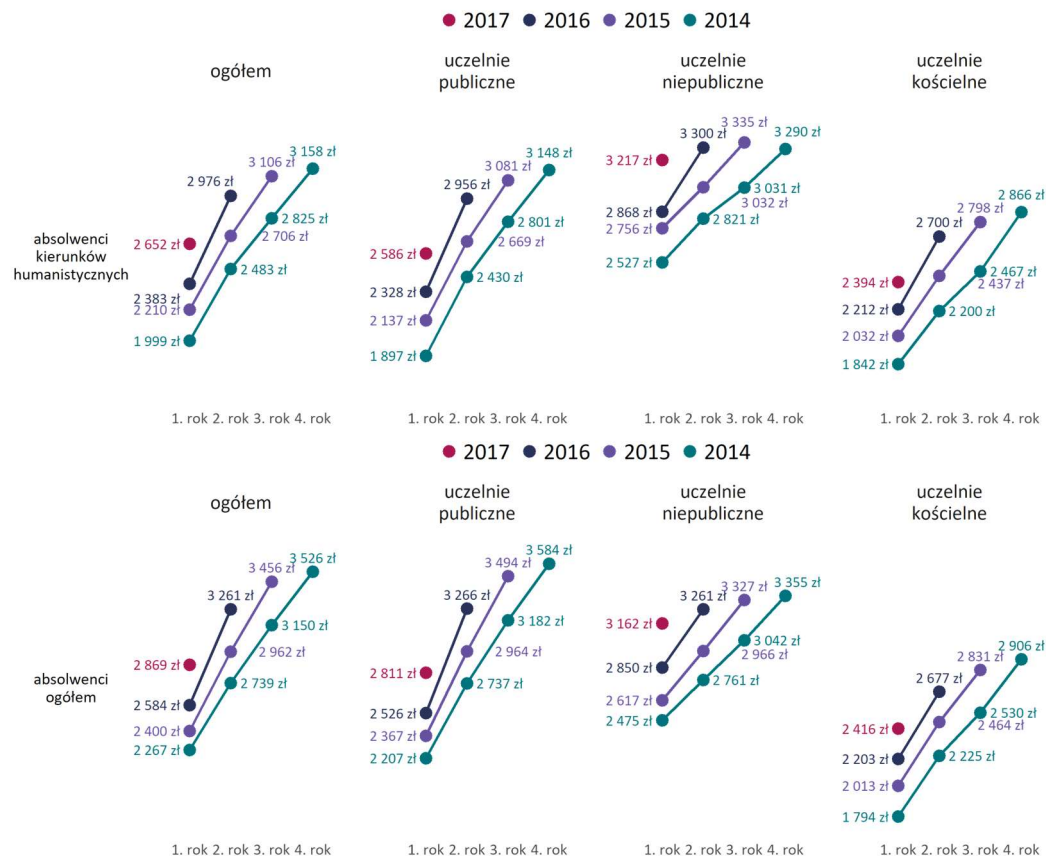 2017 2016 2015 2014
ogółem
uczelnie
publiczne
uczelnie
niepubliczne
uczelnie
kościelne
absolwenci
kierunków
humanistycznych
2 652 zł
2 976 zł
2 383 zł
3 106 zł
2 706 zł
2 210 zł
3 158 zł
2 825 zł
2 483 zł
1 999 zł
2 586 zł
2 956 zł
2 328 zł
3 081 zł
2 669 zł
2 137 zł
3 148 zł
2 801 zł
2 430 zł
1 897 zł
3 217 zł
3 300 zł
2 868 zł
3 335 zł
3 032 zł
2 756 zł
3 290 zł
3 031 zł
2 821 zł
2 527 zł
2 394 zł
2 700 zł
2 212 zł
2 798 zł
2 437 zł
2 032 zł
2 866 zł
2 467 zł
2 200 zł
1 842 zł
1. rok 2. rok 3. rok 4. rok
1. rok 2. rok 3. rok 4. rok
1. rok 2. rok 3. rok 4. rok
1. rok 2. rok 3. rok 4. rok
2017 2016 2015 2014
ogółem
uczelnie
publiczne
uczelnie
niepubliczne
uczelnie
kościelne
absolwenci
ogółem
2 869 zł
3 261 zł
2 584 zł
3 456 zł
2 962 zł
2 400 zł
3 526 zł
3 150 zł
2 739 zł
2 267 zł
2 811 zł
3 266 zł
2 526 zł
3 494 zł
2 964 zł
2 367 zł
3 584 zł
3 182 zł
2 737 zł
2 207 zł
3 162 zł
3 261 zł
2 850 zł
3 327 zł
2 966 zł
2 617 zł
3 355 zł
3 042 zł
2 761 zł
2 475 zł
2 416 zł
2 677 zł
2 203 zł
2 831 zł
2 464 zł
2 013 zł
2 906 zł
2 530 zł
2 225 zł
1 794 zł
1. rok 2. rok 3. rok 4. rok
1. rok 2. rok 3. rok 4. rok
1. rok 2. rok 3. rok 4. rok
1. rok 2. rok 3. rok 4. rok